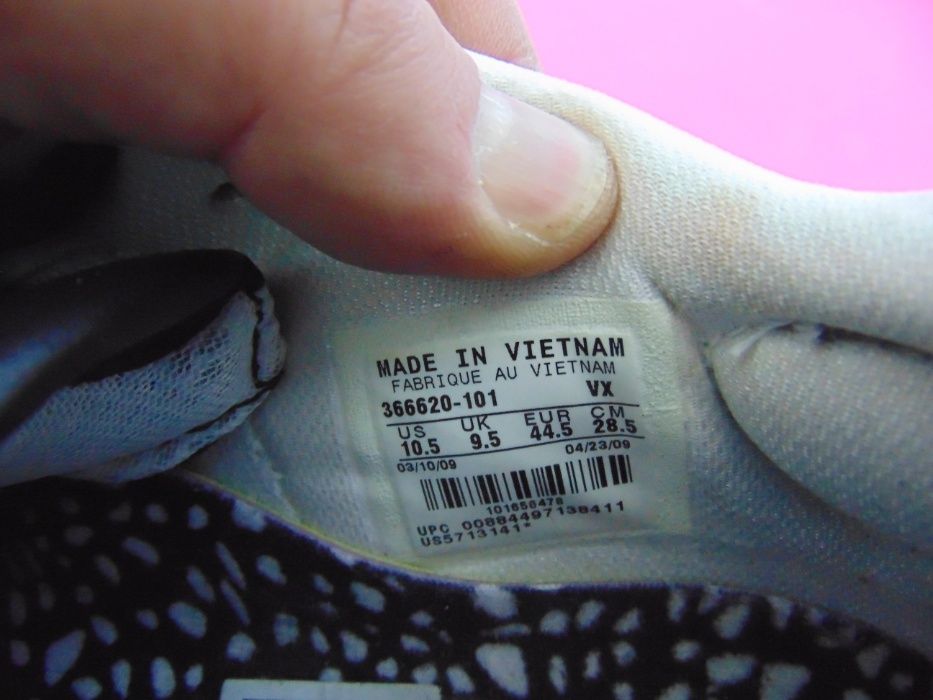 MADE IN VIETNAM
FABRIQUE AU VIETNAM
366620-101 VX
US UK EUR CM
10.5 9.5 44.5 28.5
03/10/09 04/23/09
101656478
UPC 00884497138411
US5713141*